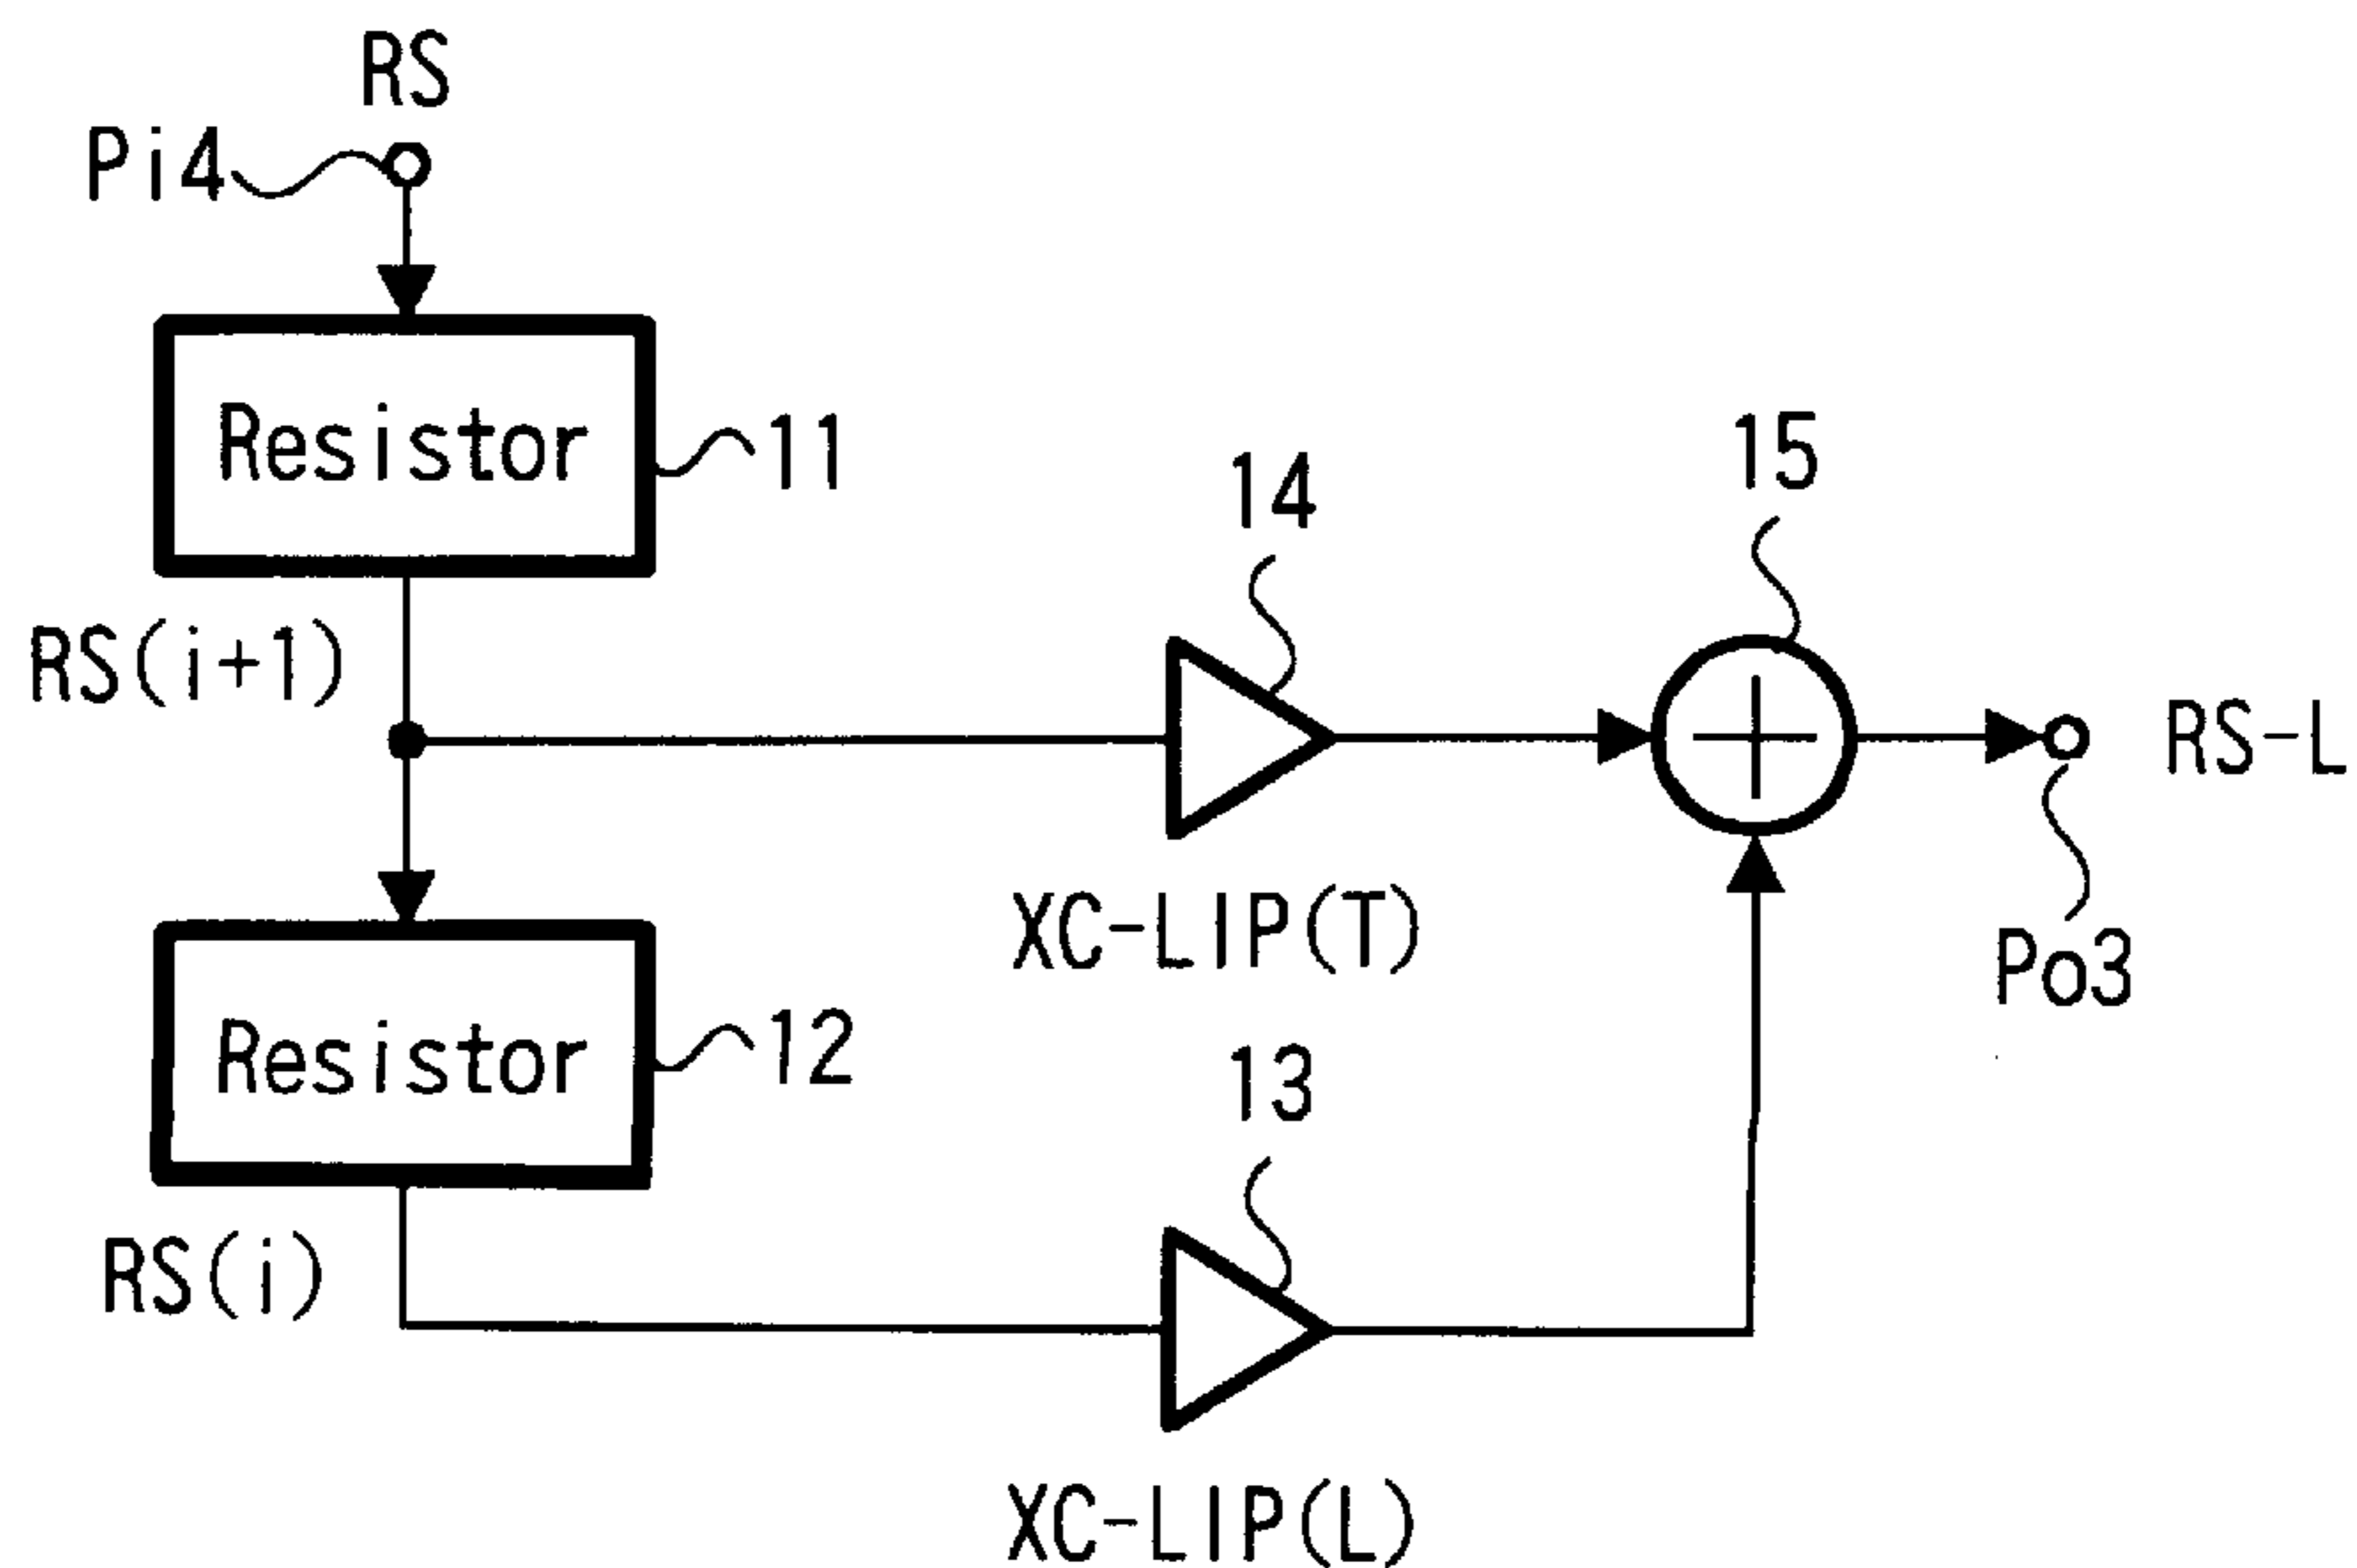 RS
Pi4
Resistor
11
14
15
RS(i+1)
RS-L
XC-LIP(T)
Po3
Resistor
12
13
RS(i)
XC-LIP(L)